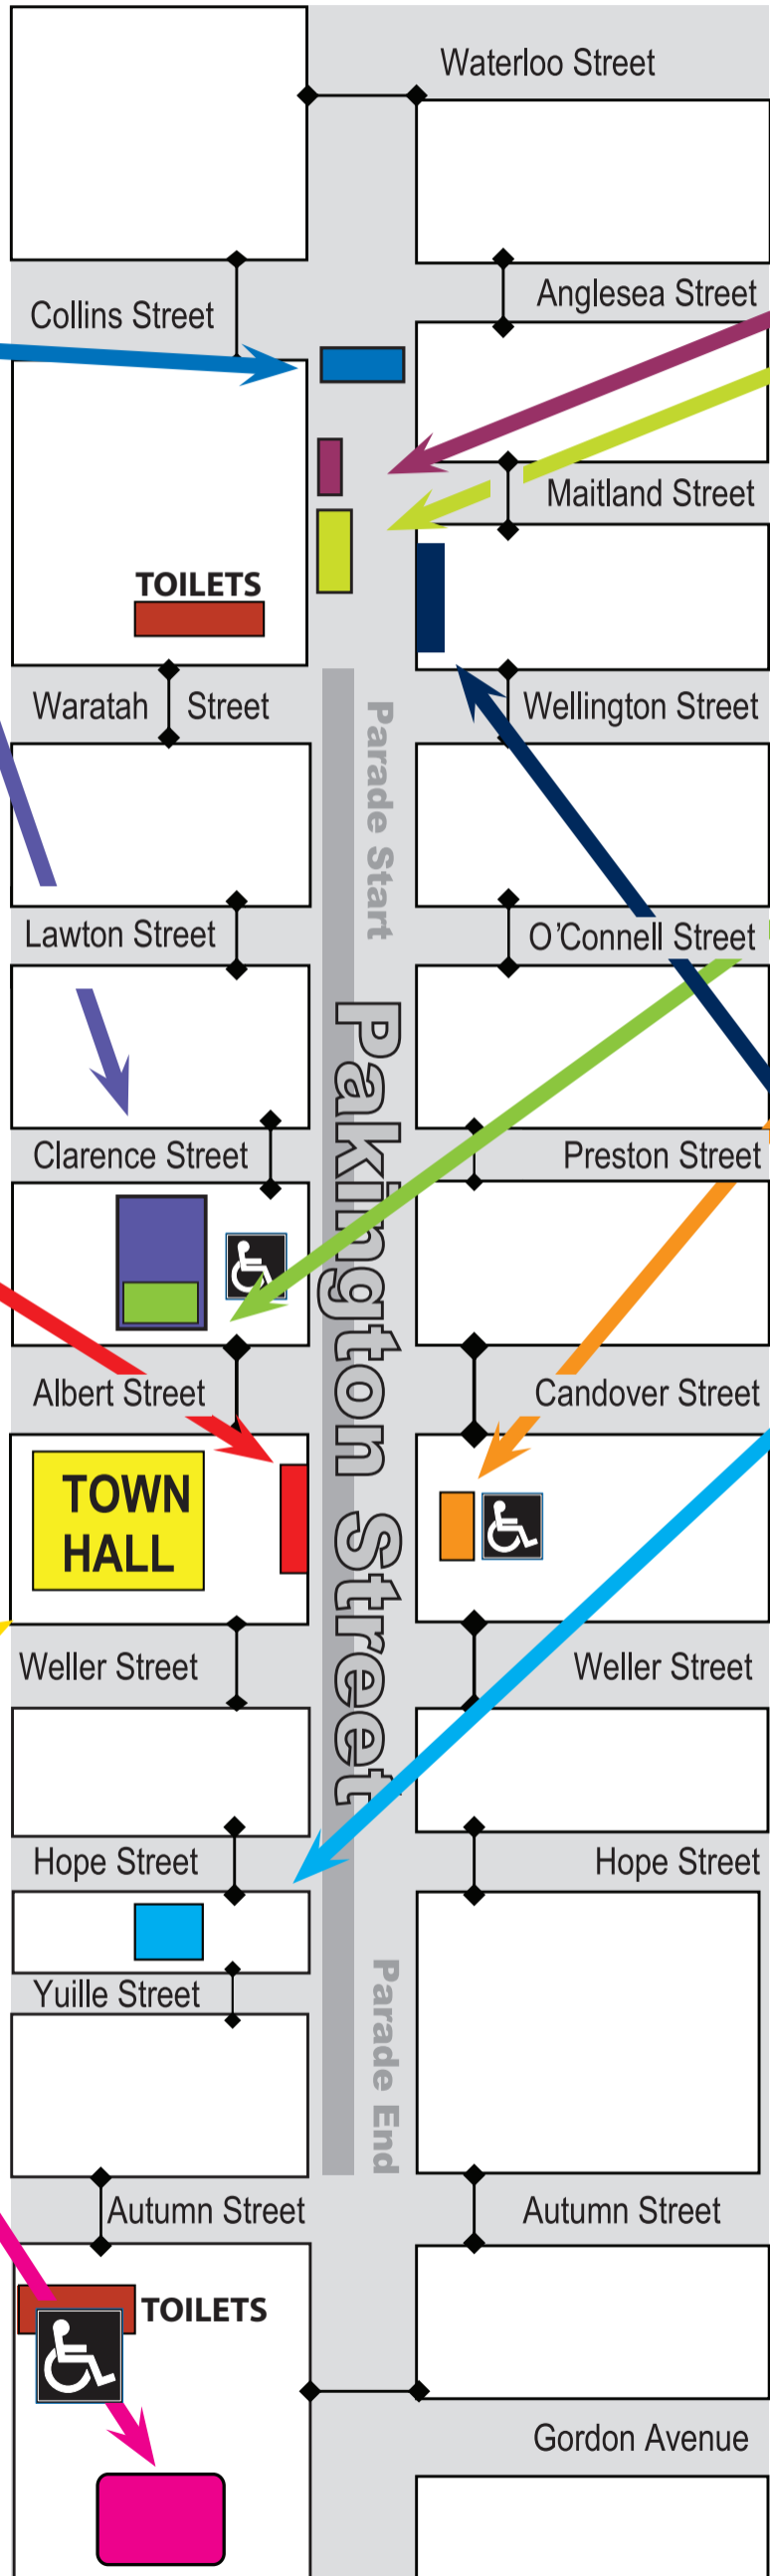 Waterloo Street
Anglesea Street
Collins Street
Maitland Street
TOILETS
Waratah Street
Wellington Street
Parade Start
Lawton Street
O'Connell Street
Pakington Street
Clarence Street
Preston Street
Albert Street
Candover Street
TOWN
HALL
Weller Street
Weller Street
Hope Street
Hope Street
Parade End
Yuille Street
Autumn Street
Autumn Street
TOILETS
Gordon Avenue